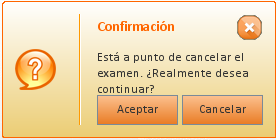 Confirmación
Está a punto de cancelar el
examen. ¿Realmente desea
continuar?
Aceptar
Cancelar